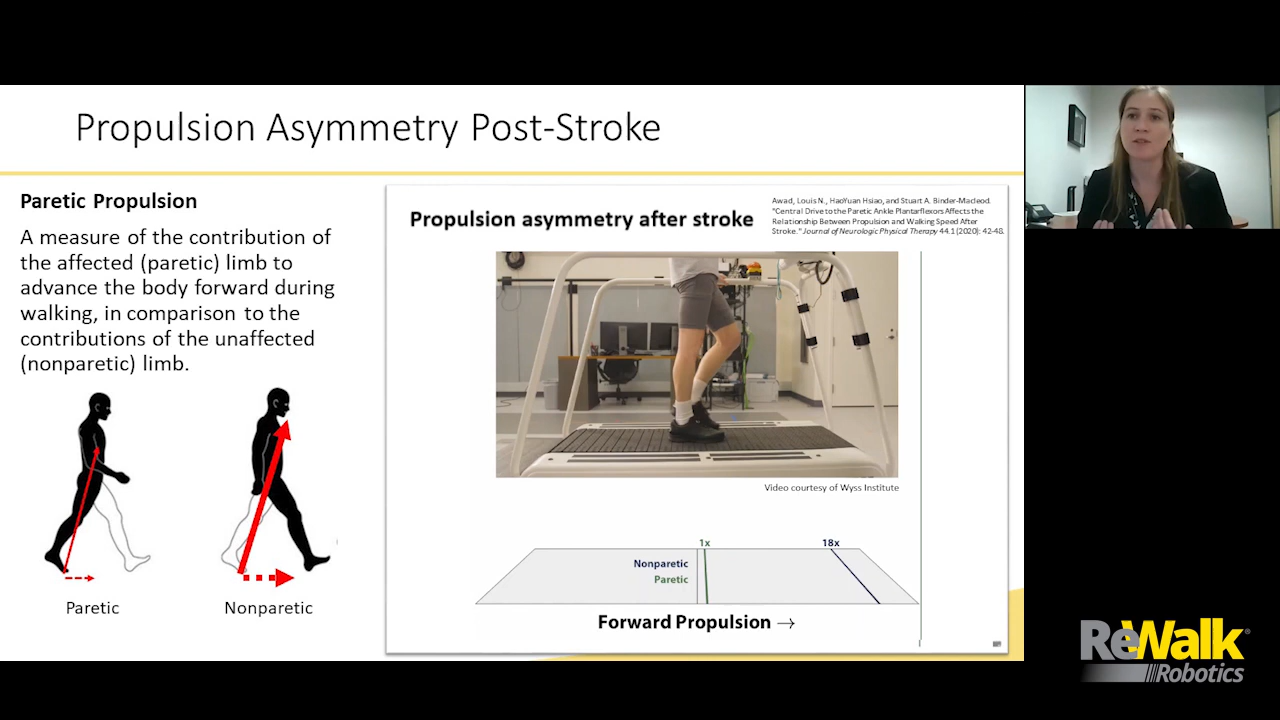 Propulsion Asymmetry Post-Stroke
Paretic Propulsion
A measure of the contribution of
the affected (paretic) limb to
advance the body forward during
walking, in comparison to the
contributions of the unaffected
(nonparetic) limb.
Paretic
Nonparetic
Propulsion asymmetry after stroke
Awad, Louis N., HaoYuan Hsiao, and Stuart A. Binder-Macleod.
"Central Drive to the Paretic Ankle Plantarflexors Affects the
Relationship Between Propulsion and Walking Speed After
Stroke." Journal of Neurologic Physical Therapy 44.1 (2020): 42-48.
Video courtesy of Wyss Institute
1x
18x
Nonparetic
Paretic
Forward Propulsion →
ReWalk®
Robotics